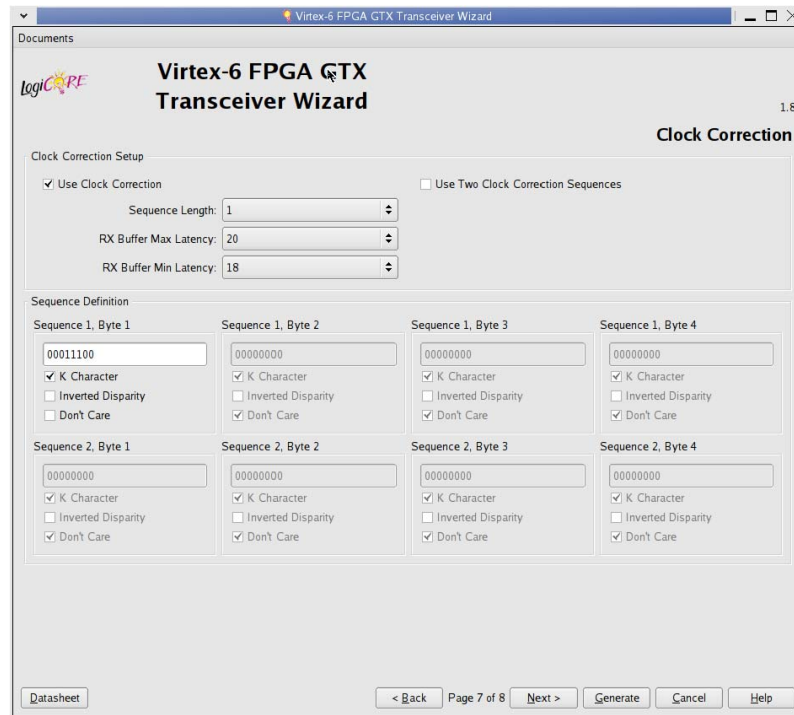 Virtex-6 FPGA GTX Transceiver Wizard
Documents
logiCORE
Virtex-6 FPGA GTX
Transceiver Wizard
1.8
Clock Correction
Clock Correction Setup
Use Clock Correction
Use Two Clock Correction Sequences
Sequence Length: 1
RX Buffer Max Latency: 20
RX Buffer Min Latency: 18
Sequence Definition
Sequence 1, Byte 1 Sequence 1, Byte 2 Sequence 1, Byte 3 Sequence 1, Byte 4
00011100 00000000 00000000 00000000
K Character K Character K Character K Character
Inverted Disparity Inverted Disparity Inverted Disparity Inverted Disparity
Don't Care Don't Care Don't Care Don't Care
Sequence 2, Byte 1 Sequence 2, Byte 2 Sequence 2, Byte 3 Sequence 2, Byte 4
00000000 00000000 00000000 00000000
K Character K Character K Character K Character
Inverted Disparity Inverted Disparity Inverted Disparity Inverted Disparity
Don't Care Don't Care Don't Care Don't Care
Datasheet < Back Page 7 of 8 Next > Generate Cancel Help